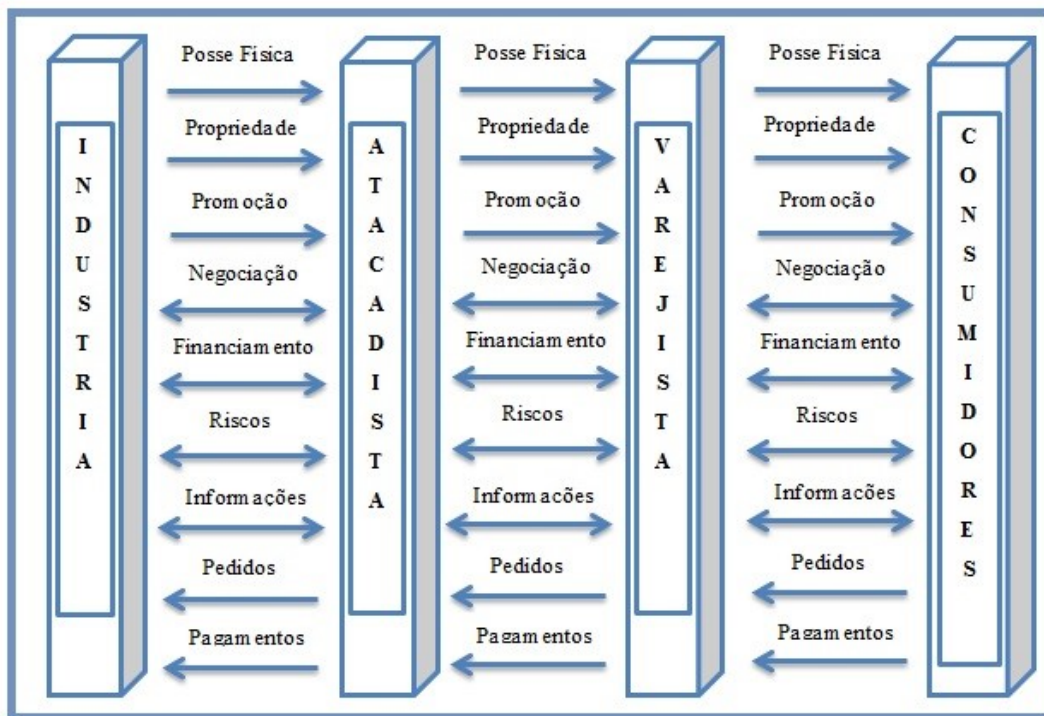 Posse Física Posse Física Posse Física
Propriedade Propriedade Propriedade
Promoção Promoção Promoção
Negociação Negociação Negociação
Financiamento Financiamento Financiamento
Riscos Riscos Riscos
Informações Informacões Informações
Pedidos Pedidos Pedidos
Pagamentos Pagamentos Pagamentos
INDUSTRIA
ATACADISTA
VAREJISTA
CONSUMIDORES